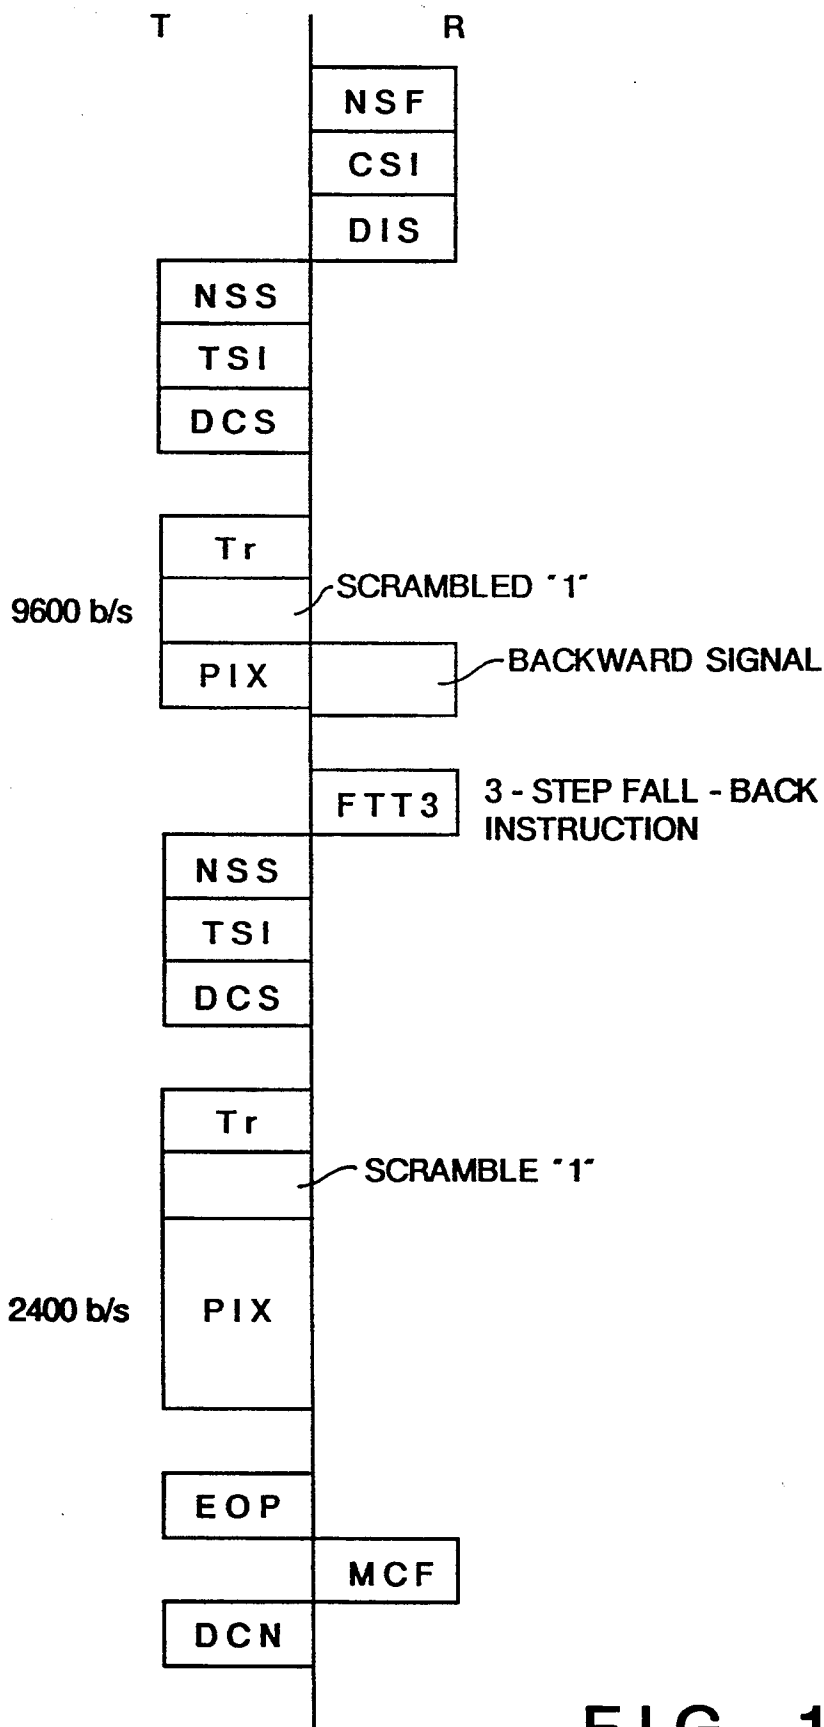 T R
NSF
CSI
DIS
NSS
TSI
DCS
Tr
SCRAMBLED "1"
9600 b/s
PIX
BACKWARD SIGNAL
FTT3
3 - STEP FALL - BACK
INSTRUCTION
NSS
TSI
DCS
Tr
SCRAMBLE "1"
2400 b/s
PIX
EOP
MCF
DCN
FIG. 1